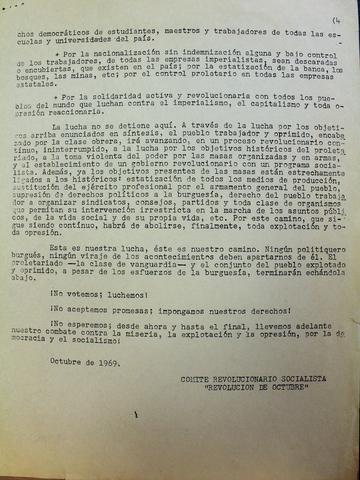 (4
chos democráticos de estudiantes, maestros y trabajadores de todas las es-
cuelas y universidades del país.
* Por la nacionalización sin indemnización alguna y bajo control
de los trabajadores, de todas las empresas imperialistas, sean descaradas
o encubiertas, que existen en el país; por la estatización de la banca, los
bosques, las minas, etc; por el control proletario en todas las empresas
estatales.
* Por la solidaridad activa y revolucionaria con todos los pue-
blos del mundo que luchan contra el imperialismo, el capitalismo y toda o-
presión reaccionaria.
La lucha no se detiene aquí. A través de la lucha por los objeti-
vos arriba enunciados en síntesis, el pueblo trabajador y oprimido, encabe-
zado por la clase obrera, irá avanzando, en un proceso revolucionario con-
tinuo, ininterrumpido, a la lucha por los objetivos históricos del proleta-
riado, a la toma violenta del poder por las masas organizadas y en armas,
y al establecimiento de un gobierno revolucionario con un programa socia-
lista. Además, ya los objetivos presentes de las masas están estrechamente
ligados a los históricos: estatización de todos los medios de producción,
sustitución del ejército profesional por el armamento general del pueblo,
supresión de derechos políticos a la burguesía, derecho del pueblo trabaja
dor a organizar sindicatos, consejos, partidos y toda clase de organismos
que permitan su intervención irrestricta en la marcha de los asuntos públi
cos, de la vida social y de su propia vida, etc. Por este camino, que si-
gue siendo contínuo, habrá de abolirse, finalmente, toda explotación y to-
da opresión.
Esta es nuestra lucha, éste es nuestro camino. Ningún politiquero
burgués, ningún viraje de los acontecimientos deben apartarnos de él. El
proletariado —la clase de vanguardia— y el conjunto del pueblo explotado
y oprimido, a pesar de los esfuerzos de la burguesía, terminarán echándola
abajo.
¡No votemos; luchemos!
¡No aceptemos promesas; impongamos nuestros derechos!
¡No esperemos; desde ahora y hasta el final, llevemos adelante
nuestro combate contra la miseria, la explotación y la opresión, por la de
mocracia y el socialismo!
Octubre de 1969.
COMITE REVOLUCIONARIO SOCIALISTA
"REVOLUCION DE OCTUBRE"